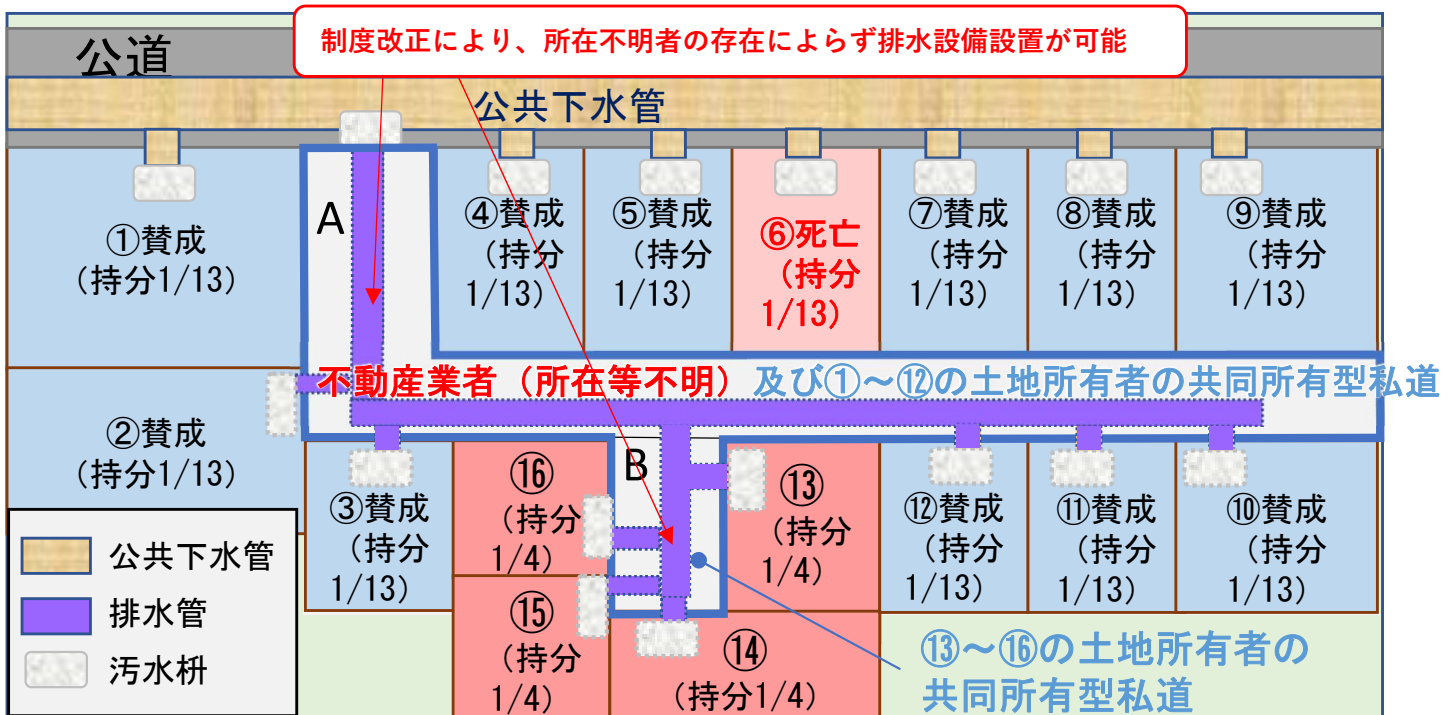 制度改正により、所在不明者の存在によらず排水設備設置が可能
公道
公共下水管
①賛成
(持分1/13)
A
④賛成
(持分
1/13)
⑤賛成
(持分
1/13)
⑥死亡
(持分
1/13)
⑦賛成
(持分
1/13)
⑧賛成
(持分
1/13)
⑨賛成
(持分
1/13)
不動産業者(所在等不明)及び①~⑫の土地所有者の共同所有型私道
②賛成
(持分1/13)
③賛成
(持分
1/13)
⑯
(持分
1/4)
B
⑬
(持分
1/4)
⑫賛成
(持分
1/13)
⑪賛成
(持分
1/13)
⑩賛成
(持分
1/13)
⑮
(持分
1/4)
⑭
(持分1/4)
⑬~⑯の土地所有者の
共同所有型私道
公共下水管
排水管
汚水枡